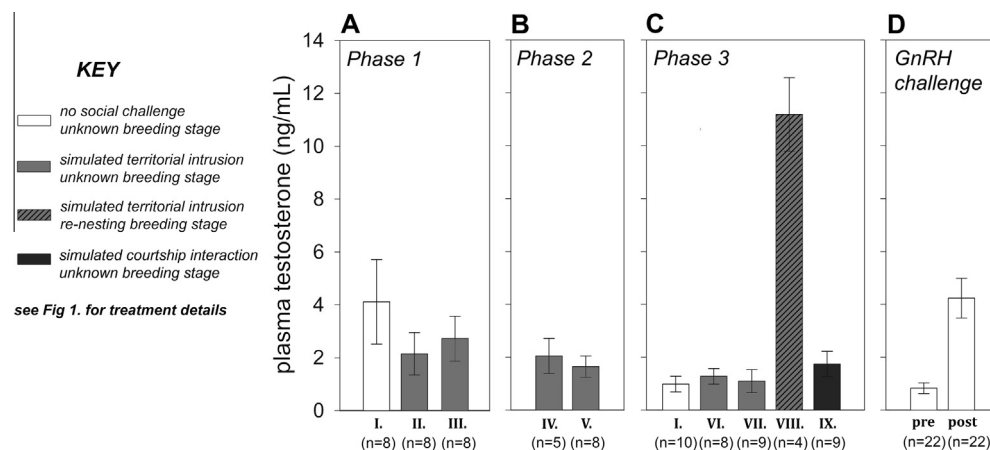 KEY
no social challenge
unknown breeding stage
simulated territorial intrusion
unknown breeding stage
simulated territorial intrusion
re-nesting breeding stage
simulated courtship interaction
unknown breeding stage
see Fig 1. for treatment details
plasma testosterone (ng/mL)
14
12
10
8
6
4
2
0
A
Phase 1
I. II. III.
(n=8) (n=8) (n=8)
B
Phase 2
IV. V.
(n=5) (n=8)
C
Phase 3
I. VI. VII. VIII. IX.
(n=10) (n=8) (n=9) (n=4) (n=9)
D
GnRH
challenge
pre post
(n=22) (n=22)